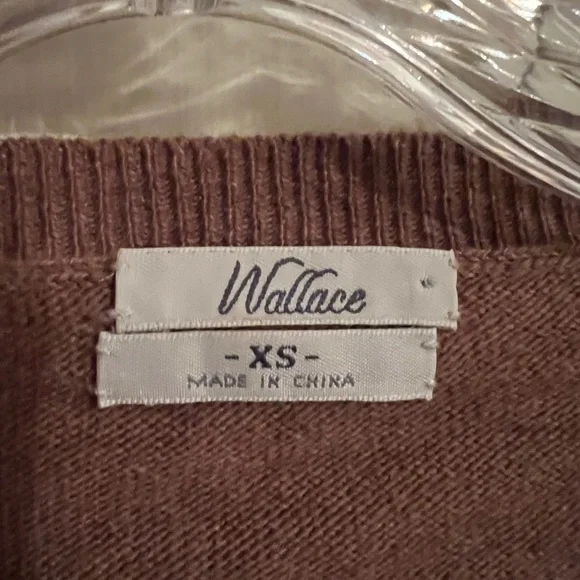 Wallace
- XS -
MADE IN CHINA